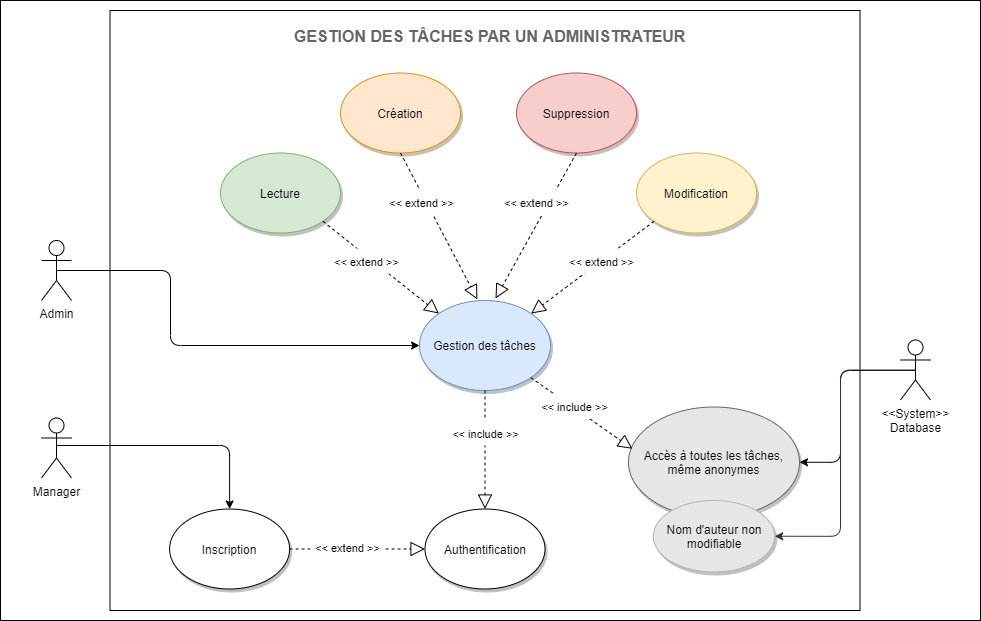 GESTION DES TÂCHES PAR UN ADMINISTRATEUR
Création
Suppression
Lecture
Modification
<< extend >>
<< extend >>
<< extend >>
<< extend >>
Admin
Gestion des tâches
<< include >>
<< include >>
<<System>>
Database
Accès à toutes les tâches,
même anonymes
Manager
Nom d'auteur non
modifiable
Inscription
<< extend >>
Authentification